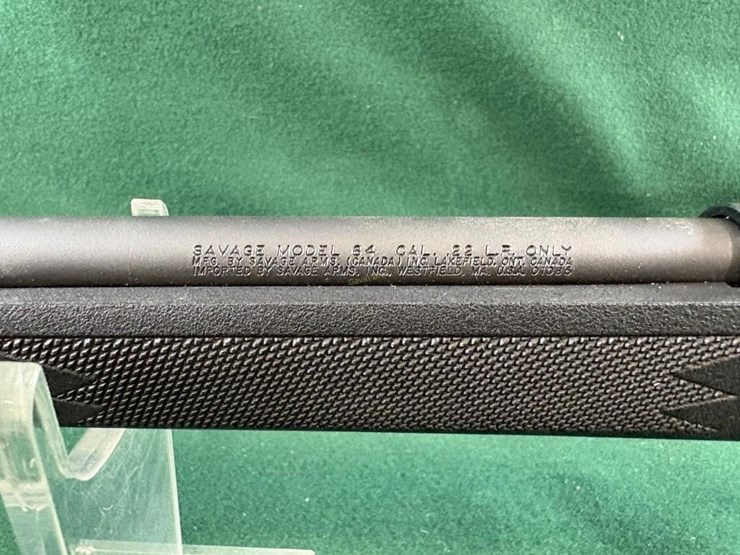 SAVAGE MODEL 64 CAL. .22 L.R. ONLY
MFG. BY SAVAGE ARMS, (CANADA) INC. LAKEFIELD, ONT. CANADA
IMPORTED BY SAVAGE ARMS, INC., WESTFIELD, MA. U.S.A. 01085